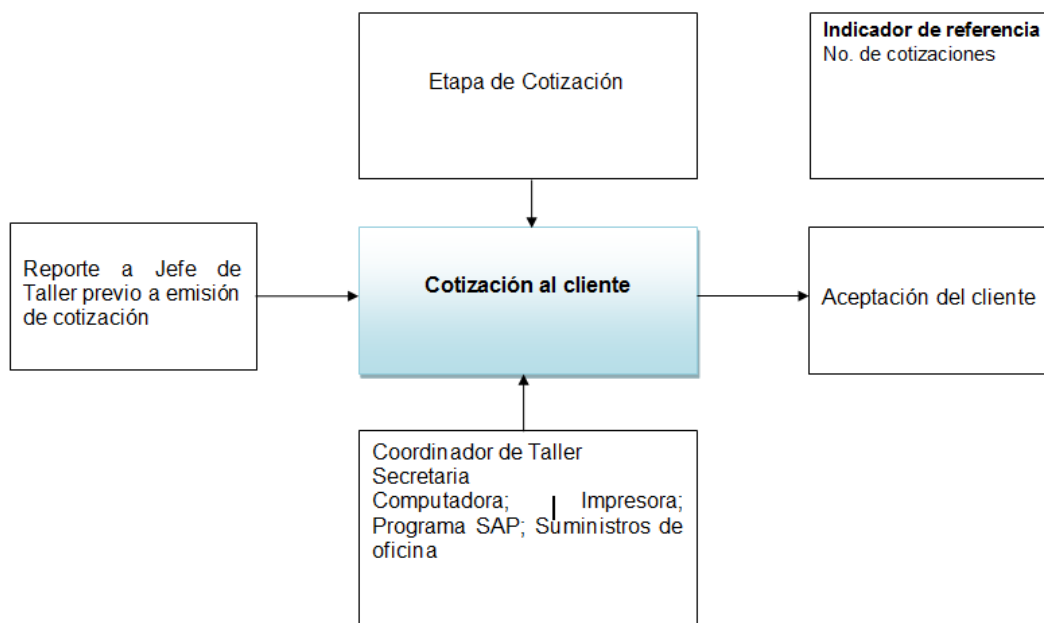 Etapa de Cotización
Indicador de referencia
No. de cotizaciones
Reporte a Jefe de
Taller previo a emisión
de cotización
Cotización al cliente
Aceptación del cliente
Coordinador de Taller
Secretaria
Computadora; Impresora;
Programa SAP; Suministros de
oficina